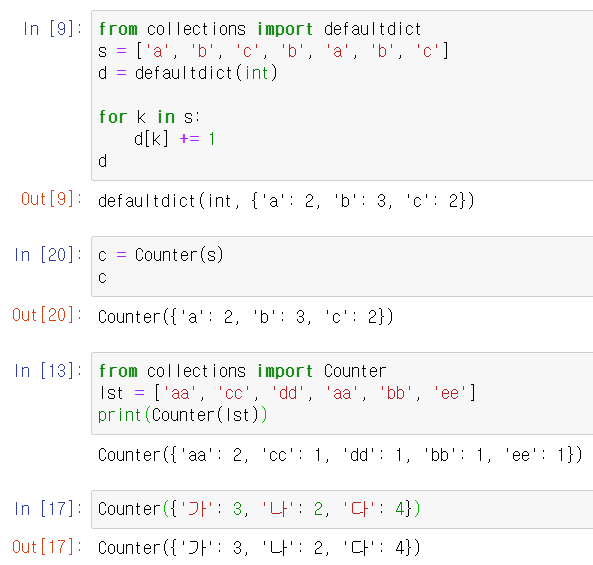 In [9]: from collections import defaultdict
s = ['a', 'b', 'c', 'b', 'a', 'b', 'c']
d = defaultdict(int)
for k in s:
    d[k] += 1
d
Out[9]: defaultdict(int, {'a': 2, 'b': 3, 'c': 2})
In [20]: c = Counter(s)
c
Out[20]: Counter({'a': 2, 'b': 3, 'c': 2})
In [13]: from collections import Counter
lst = ['aa', 'cc', 'dd', 'aa', 'bb', 'ee']
print(Counter(lst))
Counter({'aa': 2, 'cc': 1, 'dd': 1, 'bb': 1, 'ee': 1})
In [17]: Counter({'가': 3, '나': 2, '다': 4})
Out[17]: Counter({'가': 3, '나': 2, '다': 4})